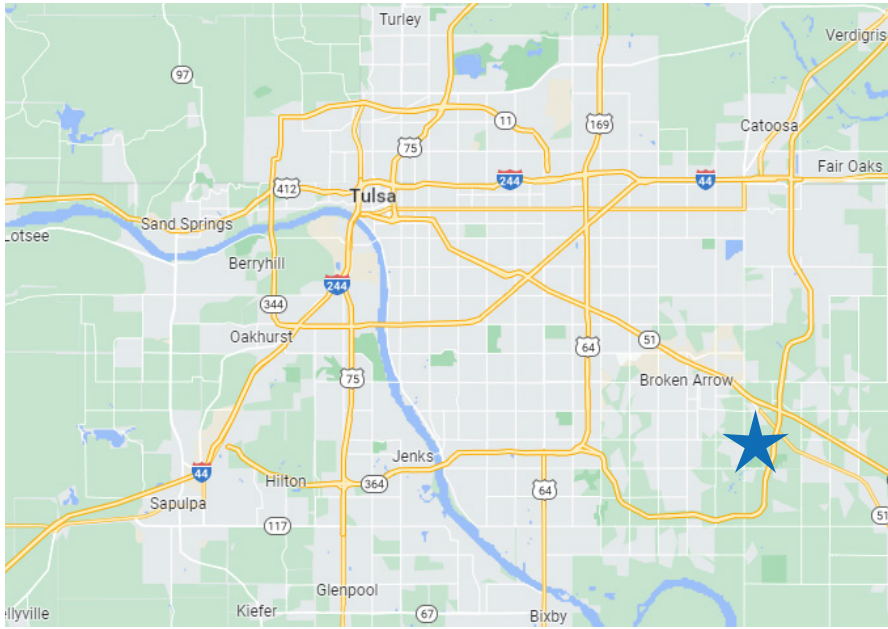 Turley
Verdigris
97
11
169
Catoosa
75
Fair Oaks
412
244
44
Tulsa
Sand Springs
Lotsee
Berryhill
244
344
Oakhurst
51
64
75
Broken Arrow
Jenks
44
Hilton
364
64
Sapulpa
51
117
Glenpool
ellyville
Kiefer
67
Bixby